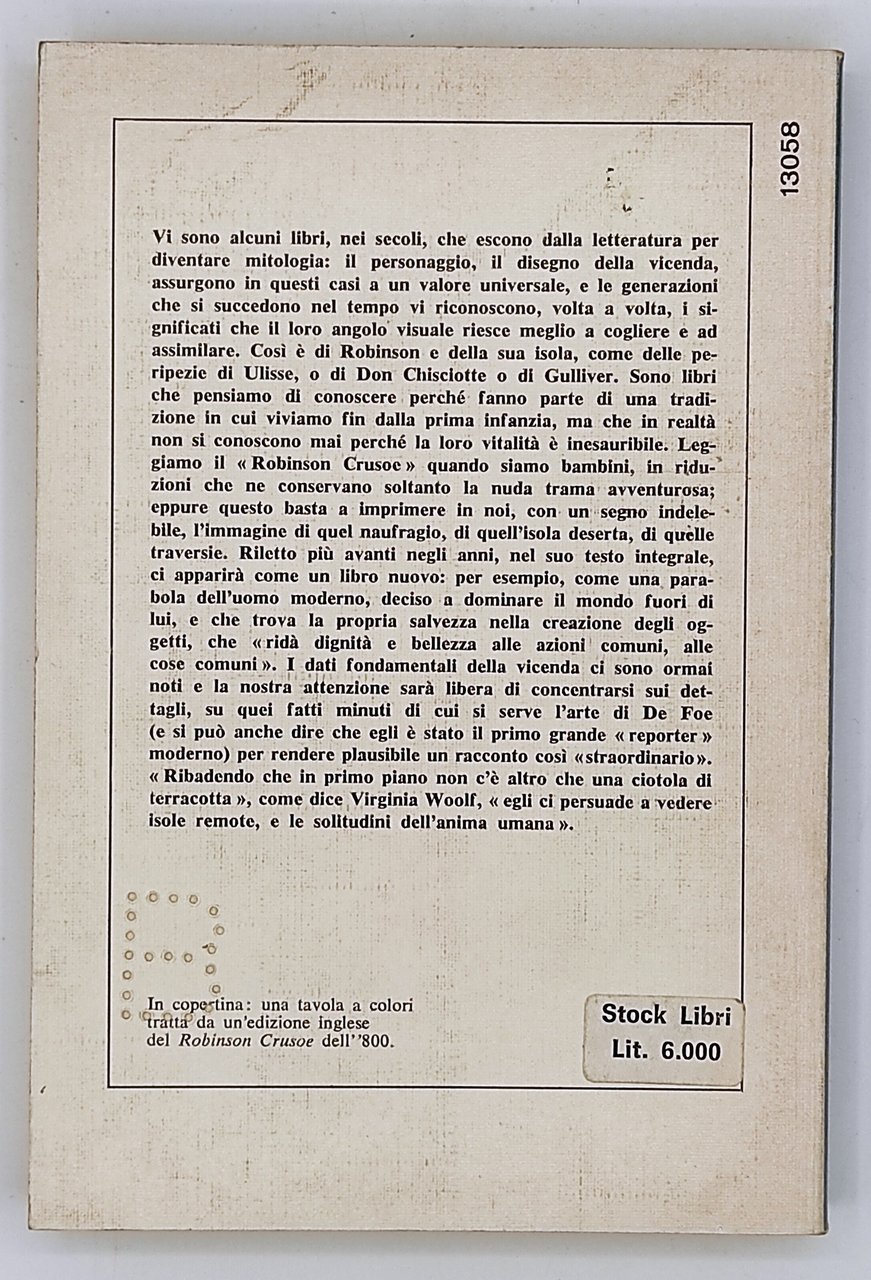 13058
Vi sono alcuni libri, nei secoli, che escono dalla letteratura per
diventare mitologia: il personaggio, il disegno della vicenda,
assurgono in questi casi a un valore universale, e le generazioni
che si succedono nel tempo vi riconoscono, volta a volta, i si-
gnificati che il loro angolo visuale riesce meglio a cogliere e ad
assimilare. Così è di Robinson e della sua isola, come delle pe-
ripezie di Ulisse, o di Don Chisciotte o di Gulliver. Sono libri
che pensiamo di conoscere perché fanno parte di una tradi-
zione in cui viviamo fin dalla prima infanzia, ma che in realtà
non si conoscono mai perché la loro vitalità è inesauribile. Leg-
giamo il «Robinson Crusoe» quando siamo bambini, in ridu-
zioni che ne conservano soltanto la nuda trama avventurosa;
eppure questo basta a imprimere in noi, con un segno indele-
bile, l'immagine di quel naufragio, di quell'isola deserta, di quelle
traversie. Riletto più avanti negli anni, nel suo testo integrale,
ci apparirà come un libro nuovo: per esempio, come una para-
bola dell'uomo moderno, deciso a dominare il mondo fuori di
lui, e che trova la propria salvezza nella creazione degli og-
getti, che «ridà dignità e bellezza alle azioni comuni, alle
cose comuni». I dati fondamentali della vicenda ci sono ormai
noti e la nostra attenzione sarà libera di concentrarsi sui det-
tagli, su quei fatti minuti di cui si serve l'arte di De Foe
(e si può anche dire che egli è stato il primo grande «reporter»
moderno) per rendere plausibile un racconto così «straordinario».
«Ribadendo che in primo piano non c'è altro che una ciotola di
terracotta», come dice Virginia Woolf, «egli ci persuade a vedere
isole remote, e le solitudini dell'anima umana».
In copertina: una tavola a colori
tratta da un'edizione inglese
del Robinson Crusoe dell''800.
Stock Libri
Lit. 6.000